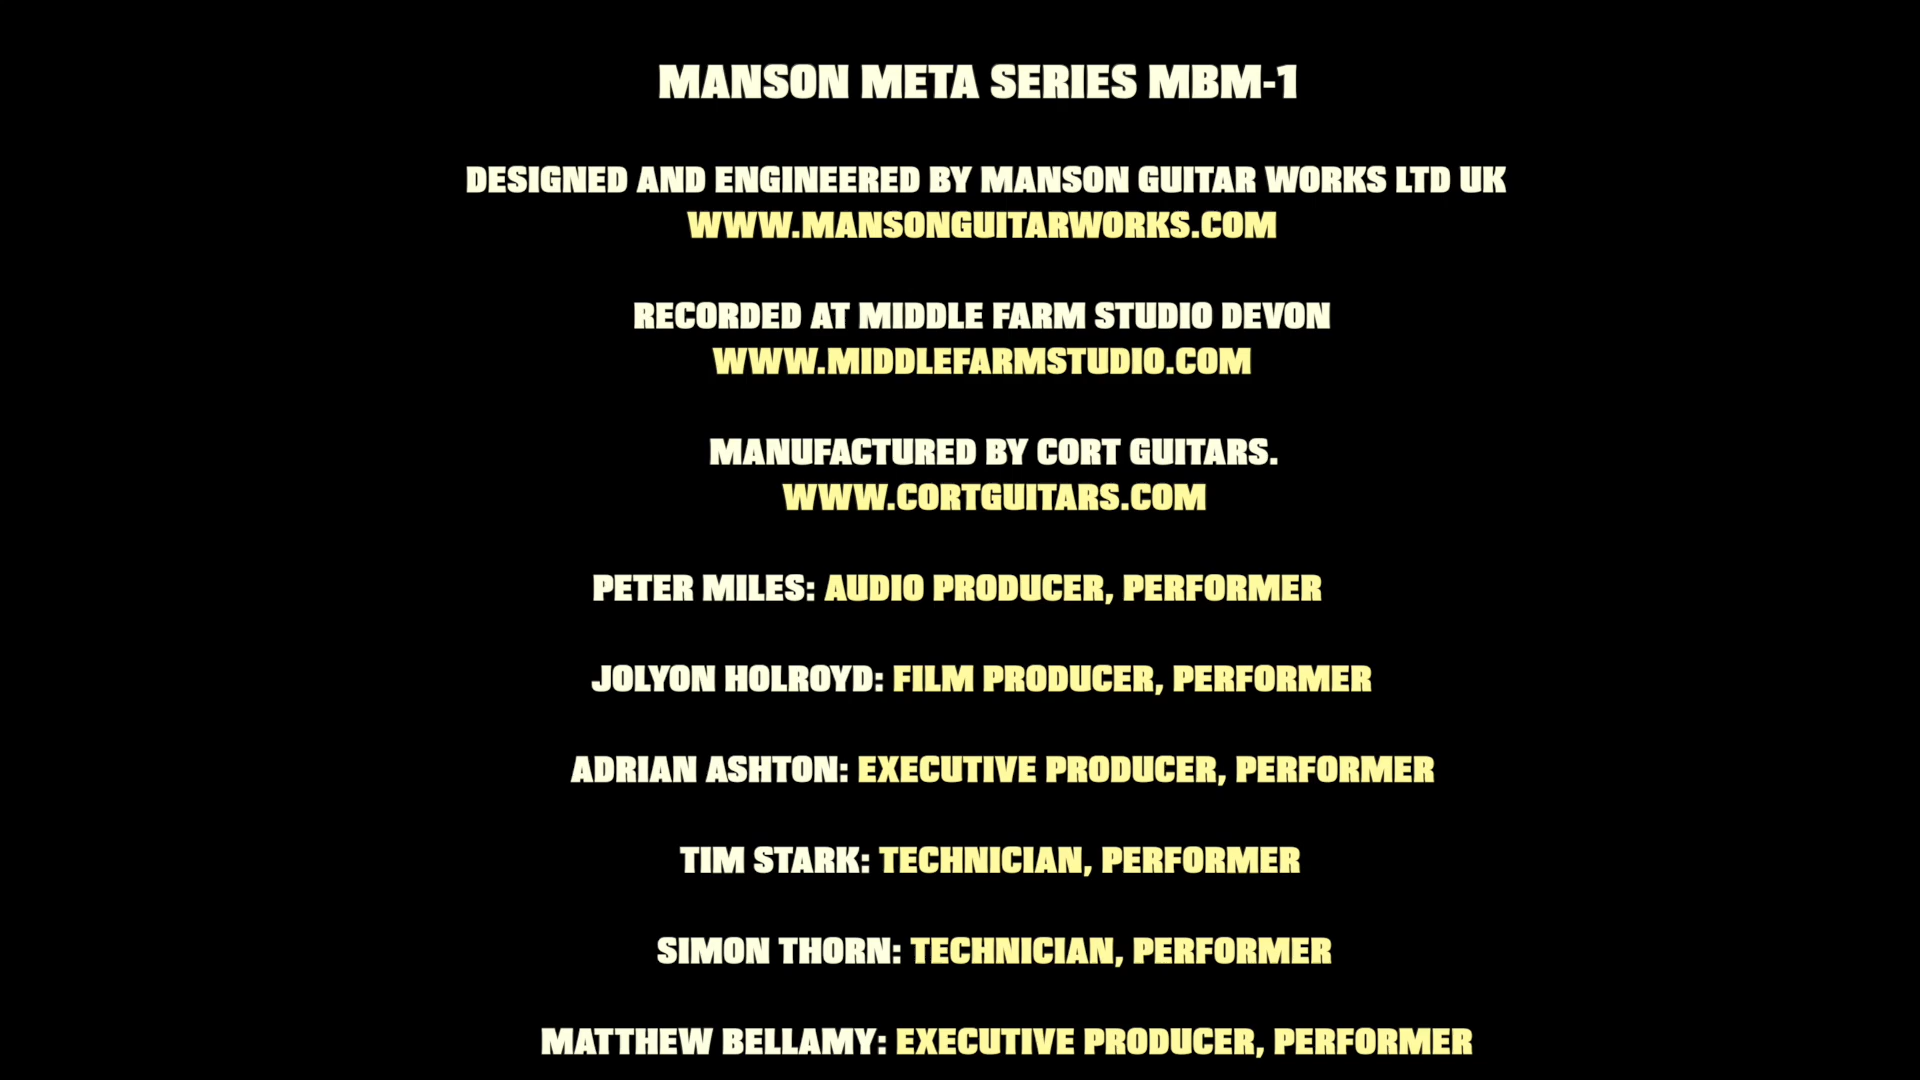 MANSON META SERIES MBM-1
DESIGNED AND ENGINEERED BY MANSON GUITAR WORKS LTD UK
WWW.MANSONGUITARWORKS.COM
RECORDED AT MIDDLE FARM STUDIO DEVON
WWW.MIDDLEFARMSTUDIO.COM
MANUFACTURED BY CORT GUITARS.
WWW.CORTGUITARS.COM
PETER MILES: AUDIO PRODUCER, PERFORMER
JOLYON HOLROYD: FILM PRODUCER, PERFORMER
ADRIAN ASHTON: EXECUTIVE PRODUCER, PERFORMER
TIM STARK: TECHNICIAN, PERFORMER
SIMON THORN: TECHNICIAN, PERFORMER
MATTHEW BELLAMY: EXECUTIVE PRODUCER, PERFORMER